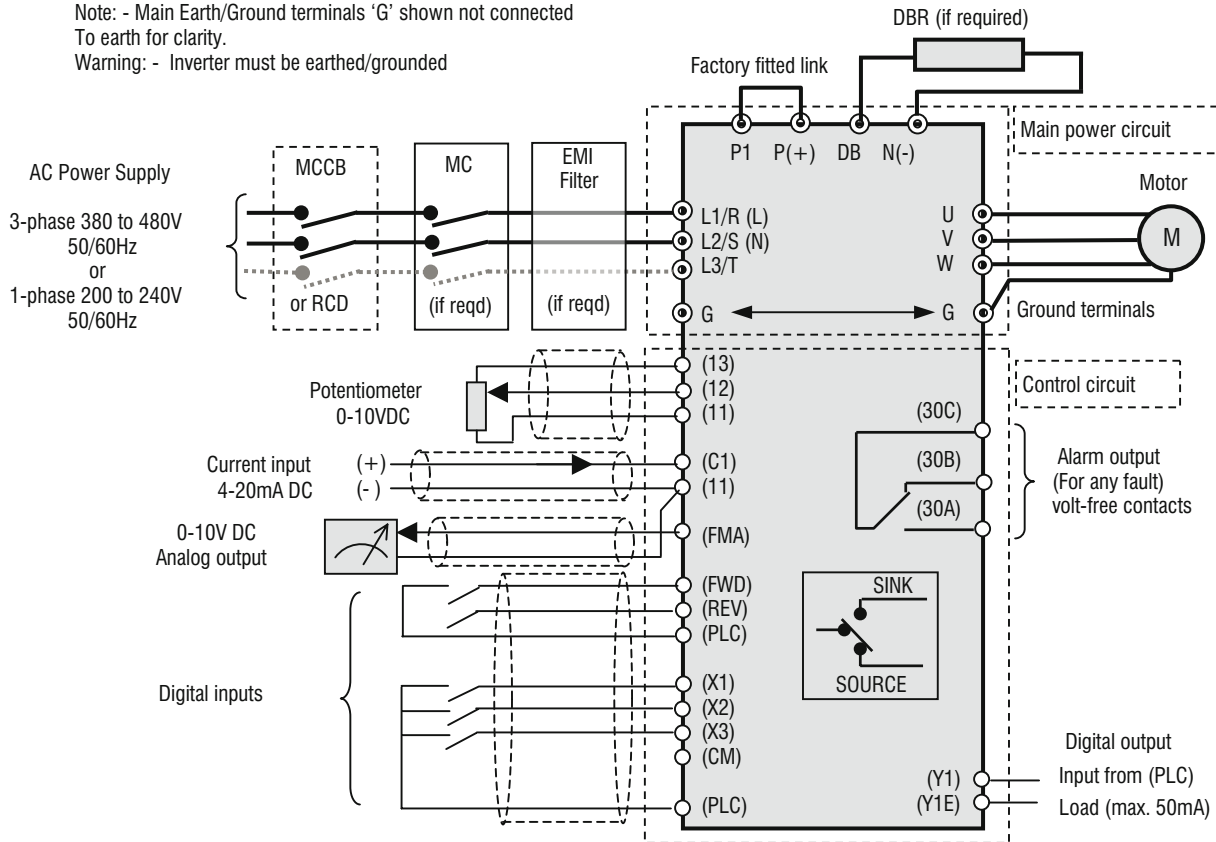 Note: - Main Earth/Ground terminals ‘G’ shown not connected
To earth for clarity.
Warning: - Inverter must be earthed/grounded
DBR (if required)
Factory fitted link
Main power circuit
P1 P(+) DB N(-)
AC Power Supply
3-phase 380 to 480V
50/60Hz
or
1-phase 200 to 240V
50/60Hz
MCCB
or RCD
MC
(if reqd)
EMI
Filter
(if reqd)
L1/R (L)
L2/S (N)
L3/T
G
U
V
W
G
Motor
M
Ground terminals
Potentiometer
0-10VDC
(13)
(12)
(11)
Control circuit
Current input
4-20mA DC
(+)
(-)
(C1)
(11)
0-10V DC
Analog output
(FMA)
(30C)
(30B)
(30A)
Alarm output
(For any fault)
volt-free contacts
Digital inputs
(FWD)
(REV)
(PLC)
(X1)
(X2)
(X3)
(CM)
(PLC)
SINK
SOURCE
Digital output
(Y1)
Input from (PLC)
(Y1E)
Load (max. 50mA)